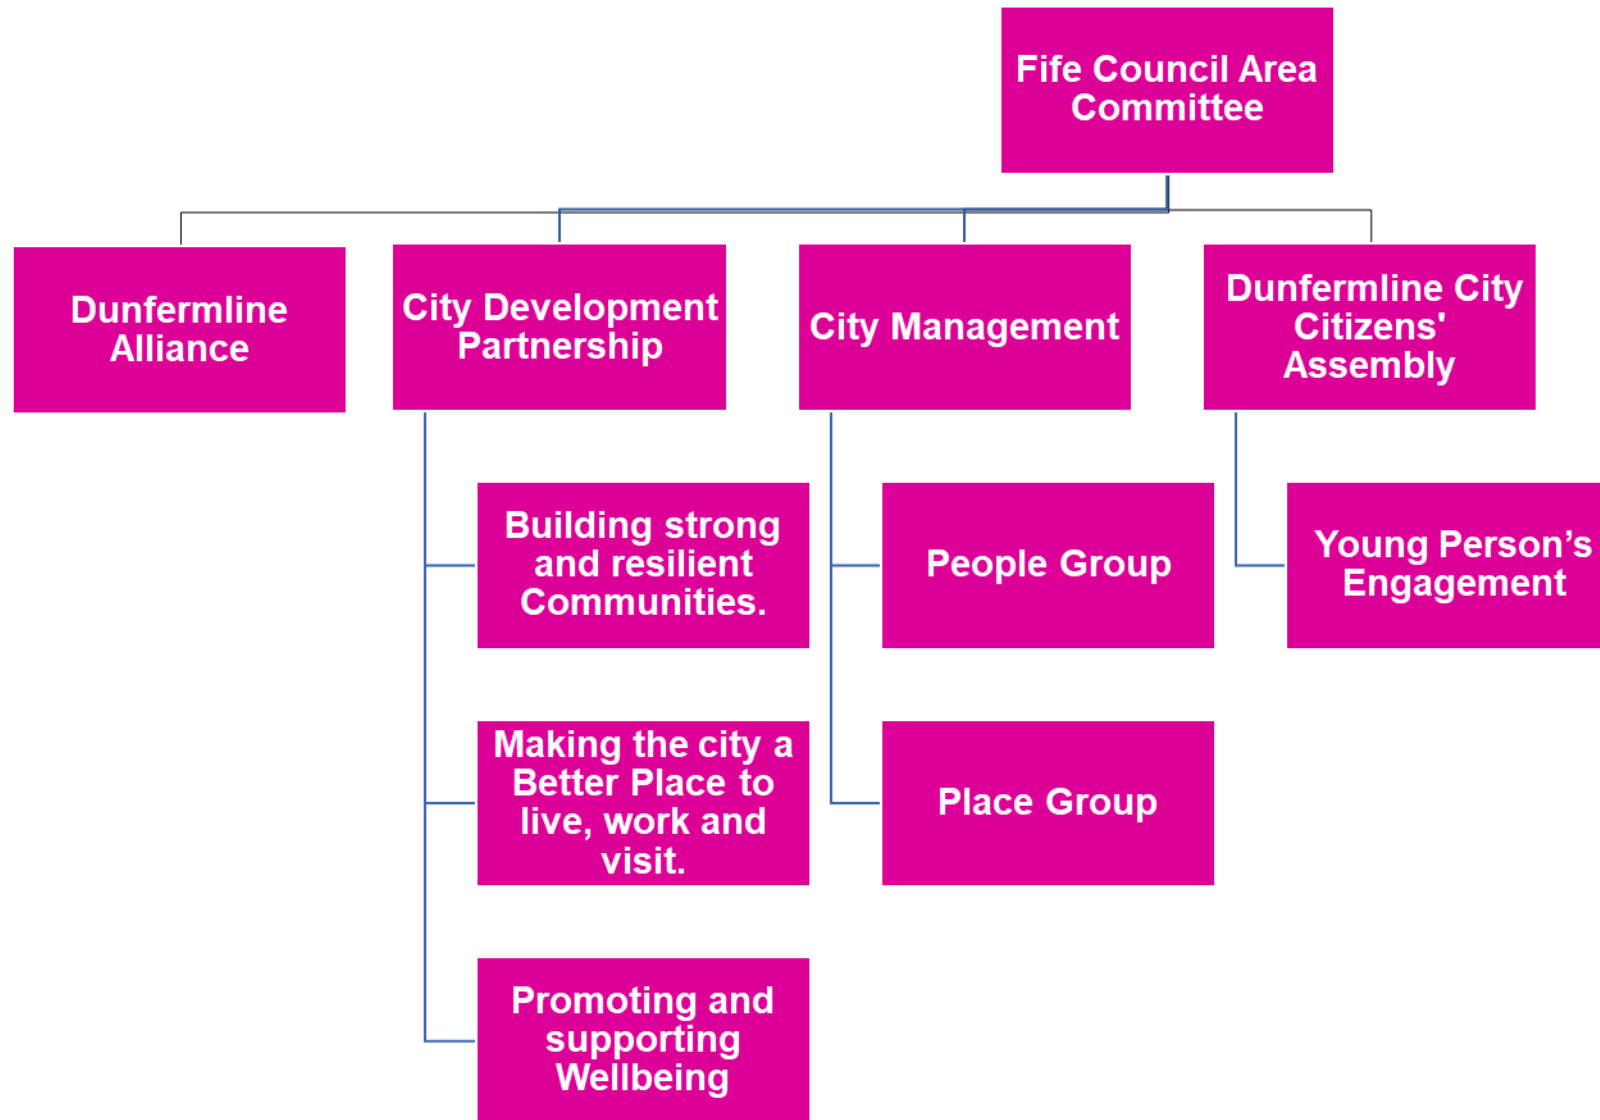 Fife Council Area
Committee
Dunfermline
Alliance
City Development
Partnership
City Management
Dunfermline City
Citizens'
Assembly
Building strong
and resilient
Communities.
People Group
Young Person’s
Engagement
Making the city a
Better Place to
live, work and
visit.
Place Group
Promoting and
supporting
Wellbeing